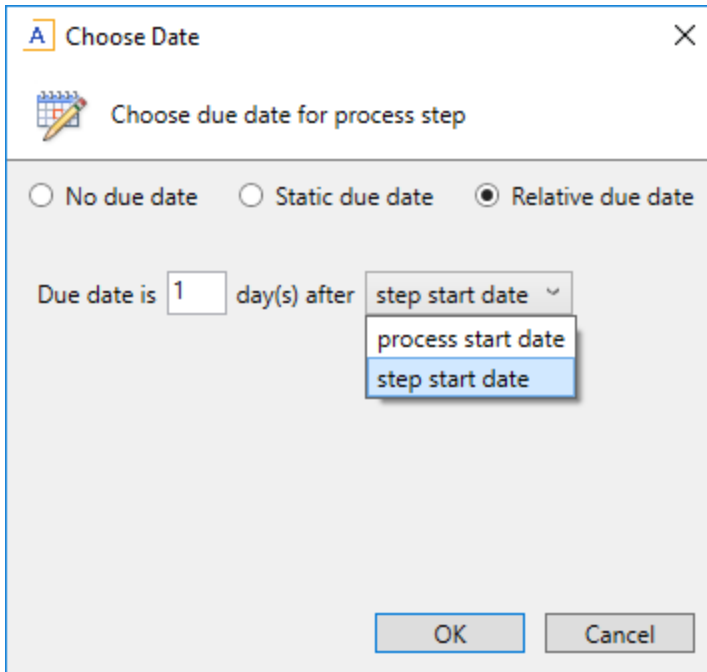 A Choose Date
Choose due date for process step
No due date Static due date Relative due date
Due date is 1 day(s) after step start date
process start date
step start date
OK Cancel